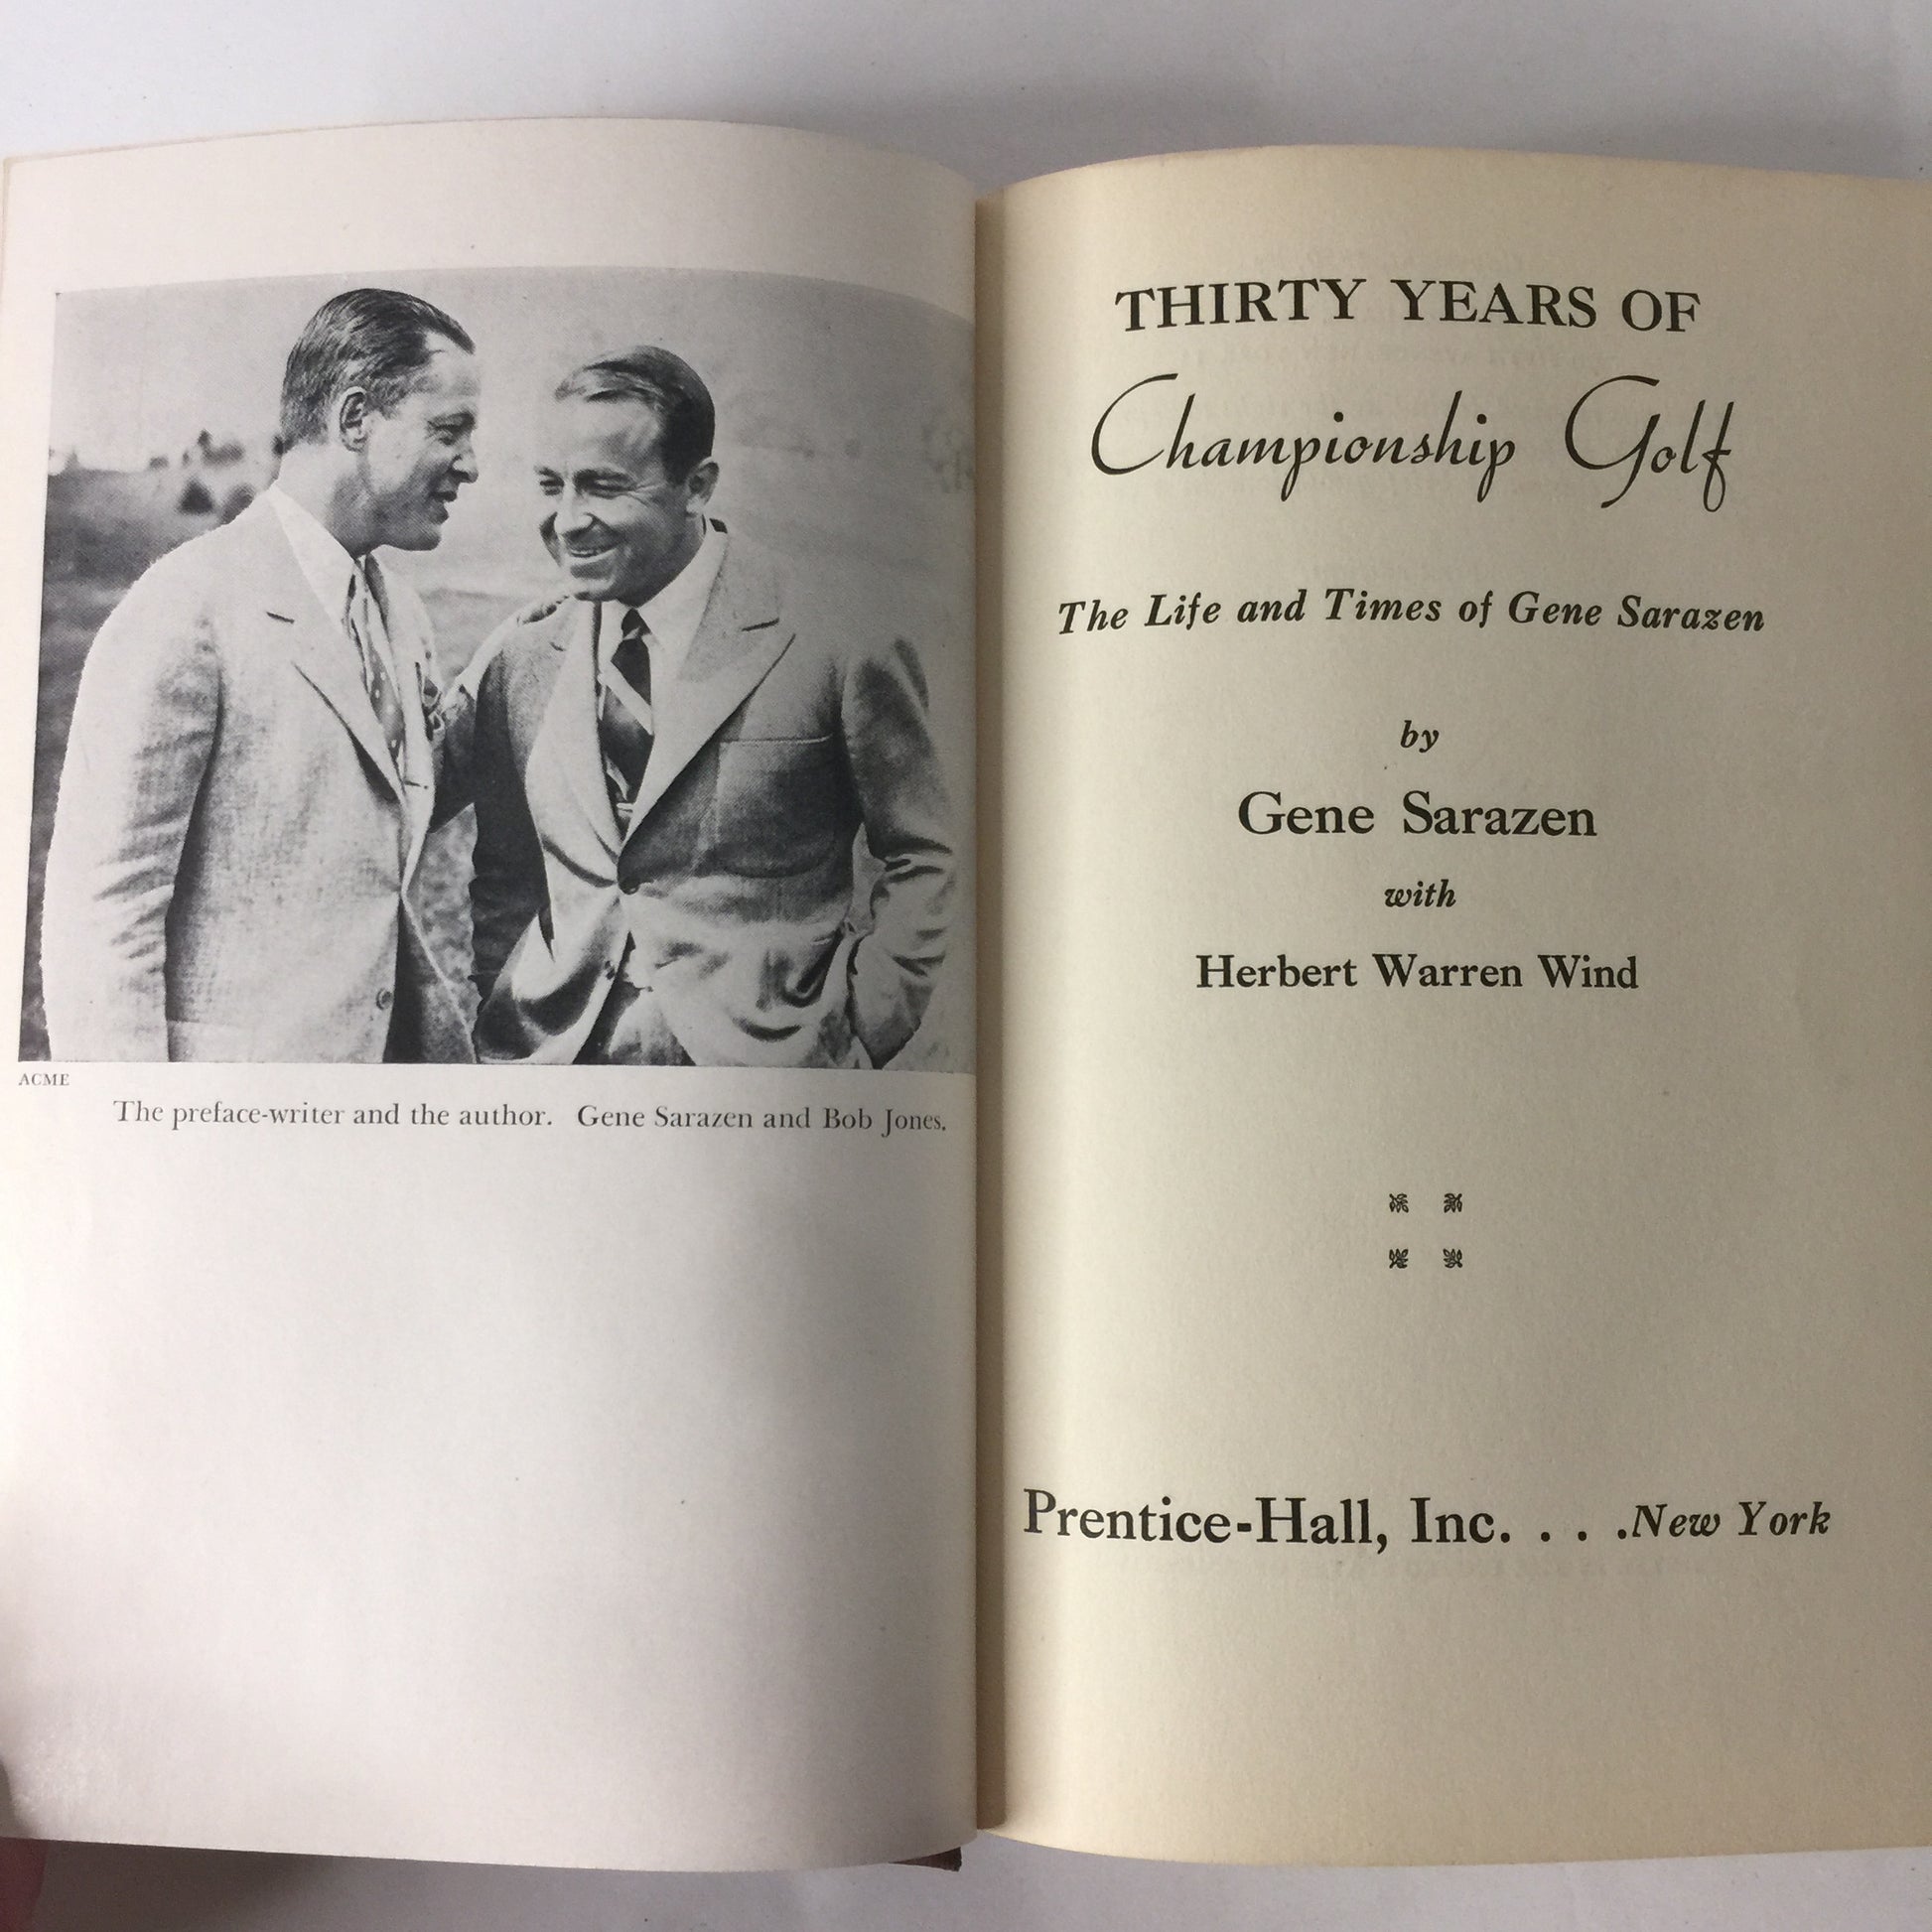 ACME
The preface-writer and the author. Gene Sarazen and Bob Jones.
THIRTY YEARS OF
Championship Golf
The Life and Times of Gene Sarazen
by
Gene Sarazen
with
Herbert Warren Wind
Prentice-Hall, Inc. . . . .New York